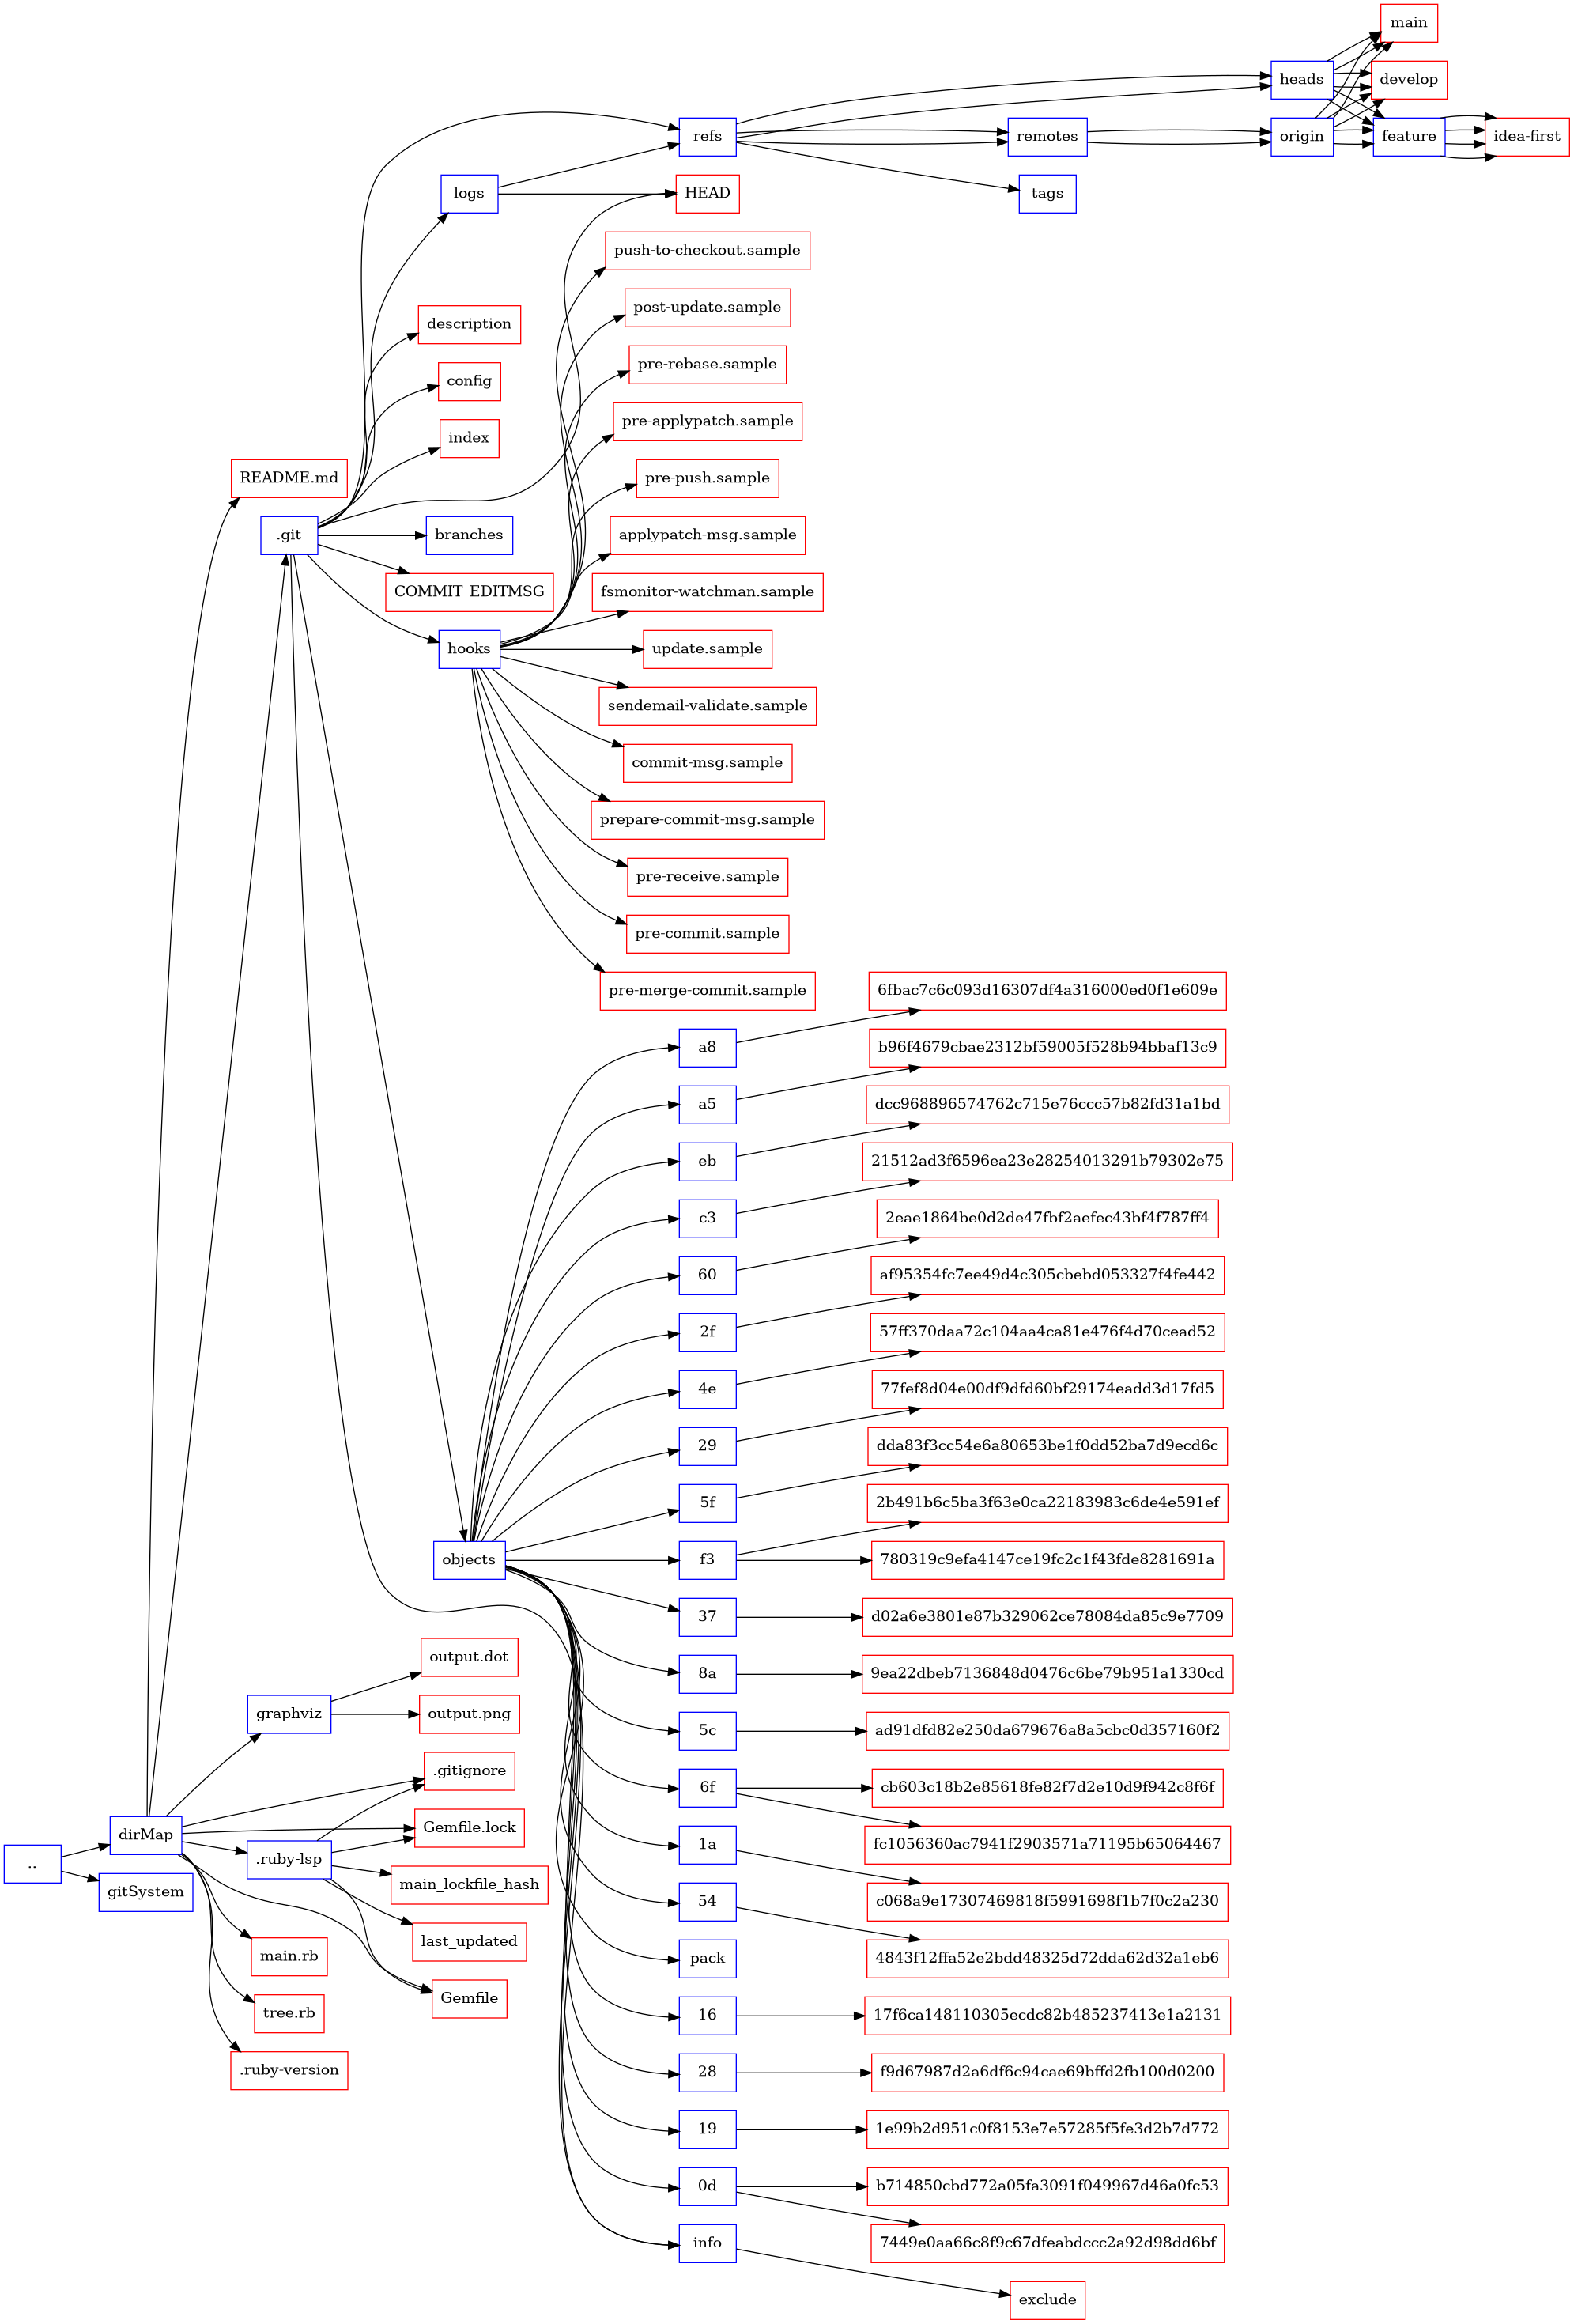 main
heads
develop
refs
remotes
origin
feature
idea-first
logs
HEAD
tags
push-to-checkout.sample
post-update.sample
description
pre-rebase.sample
config
pre-applypatch.sample
index
README.md
pre-push.sample
.git
branches
applypatch-msg.sample
COMMIT_EDITMSG
fsmonitor-watchman.sample
hooks
update.sample
sendemail-validate.sample
commit-msg.sample
prepare-commit-msg.sample
pre-receive.sample
pre-commit.sample
pre-merge-commit.sample
6fbac7c6c093d16307df4a316000ed0f1e609e
a8
b96f4679cbae2312bf59005f528b94bbaf13c9
a5
dcc968896574762c715e76ccc57b82fd31a1bd
eb
21512ad3f6596ea23e28254013291b79302e75
c3
2eae1864be0d2de47fbf2aefec43bf4f787ff4
60
af95354fc7ee49d4c305cbebd053327f4fe442
2f
57ff370daa72c104aa4ca81e476f4d70cead52
4e
77fef8d04e00df9dfd60bf29174eadd3d17fd5
29
dda83f3cc54e6a80653be1f0dd52ba7d9ecd6c
5f
2b491b6c5ba3f63e0ca22183983c6de4e591ef
objects
f3
780319c9efa4147ce19fc2c1f43fde8281691a
37
d02a6e3801e87b329062ce78084da85c9e7709
output.dot
8a
9ea22dbeb7136848d0476c6be79b951a1330cd
graphviz
output.png
5c
ad91dfd82e250da679676a8a5cbc0d357160f2
.gitignore
6f
cb603c18b2e85618fe82f7d2e10d9f942c8f6f
dirMap
Gemfile.lock
1a
fc1056360ac7941f2903571a71195b65064467
..
.ruby-lsp
main_lockfile_hash
gitSystem
54
c068a9e17307469818f5991698f1b7f0c2a230
last_updated
main.rb
pack
4843f12ffa52e2bdd48325d72dda62d32a1eb6
Gemfile
tree.rb
16
17f6ca148110305ecdc82b485237413e1a2131
.ruby-version
28
f9d67987d2a6df6c94cae69bffd2fb100d0200
19
1e99b2d951c0f8153e7e57285f5fe3d2b7d772
0d
b714850cbd772a05fa3091f049967d46a0fc53
info
7449e0aa66c8f9c67dfeabdccc2a92d98dd6bf
exclude